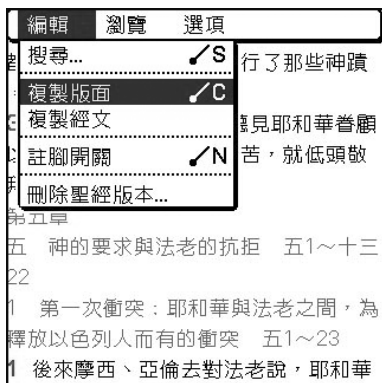 編輯 瀏覽 選項
搜尋... ／S
行了那些神蹟
複製版面 ／C
複製經文
見耶和華眷顧
註腳開關 ／N
苦，就低頭敬
刪除聖經版本...
第五章
五 神的要求與法老的抗拒 五1～十三
22
1 第一次衝突：耶和華與法老之間，為
釋放以色列人而有的衝突 五1～23
1 後來摩西、亞倫去對法老說，耶和華